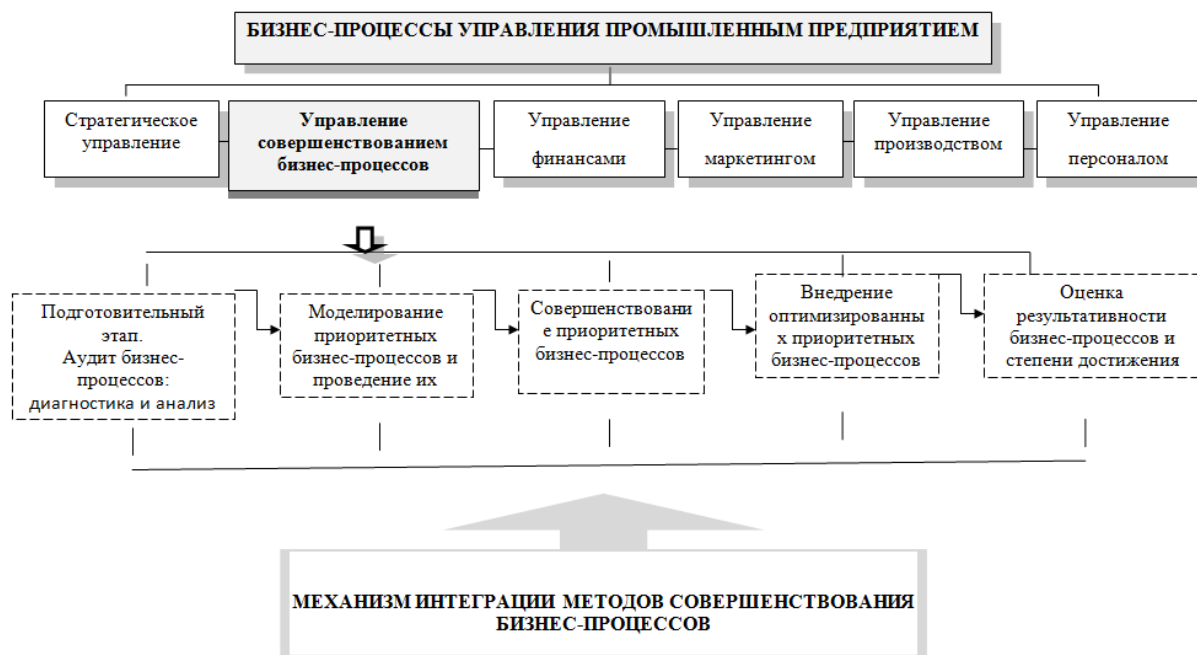 БИЗНЕС-ПРОЦЕССЫ УПРАВЛЕНИЯ ПРОМЫШЛЕННЫМ ПРЕДПРИЯТИЕМ
Стратегическое
управление
Управление
совершенствованием
бизнес-процессов
Управление
финансами
Управление
маркетингом
Управление
производством
Управление
персоналом
Подготовительный
этап.
Аудит бизнес-
процессов:
диагностика и анализ
Моделирование
приоритетных
бизнес-процессов и
проведение их
Совершенствовани
е приоритетных
бизнес-процессов
Внедрение
оптимизированны
х приоритетных
бизнес-процессов
Оценка
результативности
бизнес-процессов и
степени достижения
МЕХАНИЗМ ИНТЕГРАЦИИ МЕТОДОВ СОВЕРШЕНСТВОВАНИЯ
БИЗНЕС-ПРОЦЕССОВ